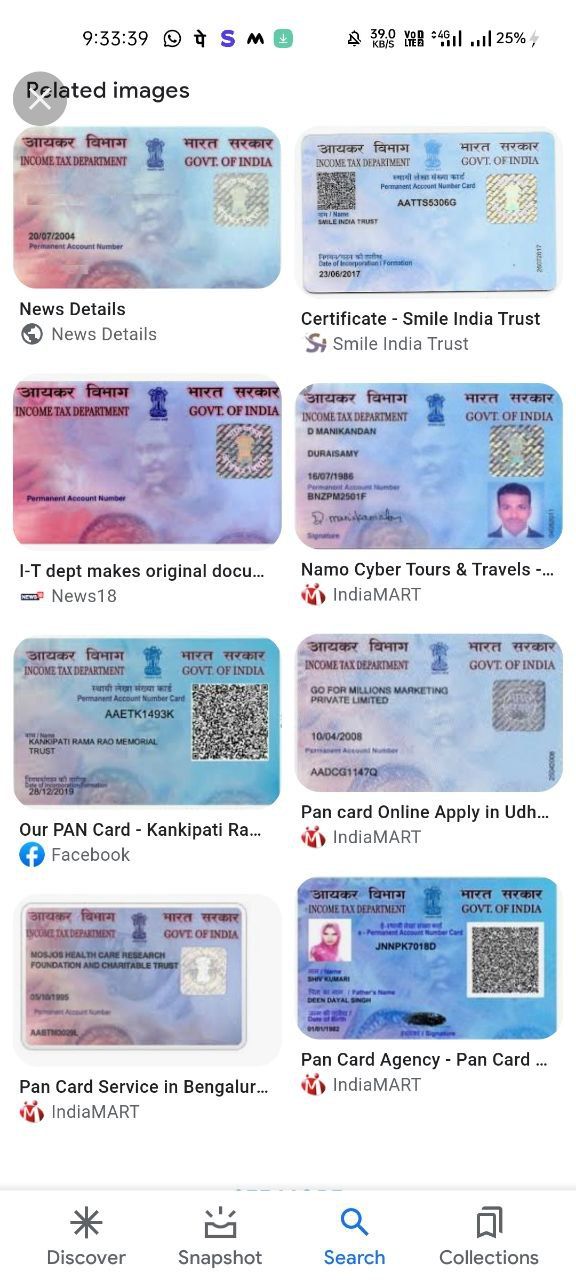 9:33:39
39.0 KB/S
4G
25%
Related images
आयकर विभाग
भारत सरकार
INCOME TAX DEPARTMENT
GOVT. OF INDIA
20/07/2004
Permanent Account Number
News Details
News Details
आयकर विभाग
भारत सरकार
INCOME TAX DEPARTMENT
GOVT. OF INDIA
स्थायी लेखा संख्या कार्ड
Permanent Account Number Card
AATTS5306G
नाम / Name
SMILE INDIA TRUST
Date of Incorporation / Formation
23/06/2017
Certificate - Smile India Trust
Smile India Trust
आयकर विभाग
भारत सरकार
INCOME TAX DEPARTMENT
GOVT. OF INDIA
Permanent Account Number
I-T dept makes original docu...
NEWS18
News18
आयकर विभाग
भारत सरकार
INCOME TAX DEPARTMENT
GOVT. OF INDIA
D MANIKANDAN
DURAISAMY
16/07/1986
Permanent Account Number
BNZPM2501F
Signature
Namo Cyber Tours & Travels -...
IndiaMART
आयकर विभाग
भारत सरकार
INCOME TAX DEPARTMENT
GOVT. OF INDIA
स्थायी लेखा संख्या कार्ड
Permanent Account Number Card
AAETK1493K
नाम / Name
KANKIPATI RAMA RAO MEMORIAL
TRUST
Date of Incorporation/Formation
28/12/2019
Our PAN Card - Kankipati Ra...
Facebook
आयकर विभाग
भारत सरकार
INCOME TAX DEPARTMENT
GOVT. OF INDIA
GO FOR MILLIONS MARKETING
PRIVATE LIMITED
10/04/2008
Permanent Account Number
AADCG1147Q
Pan card Online Apply in Udh...
IndiaMART
आयकर विभाग
भारत सरकार
INCOME TAX DEPARTMENT
GOVT. OF INDIA
MOSJOS HEALTH CARE RESEARCH
FOUNDATION AND CHARITABLE TRUST
05/10/1995
Permanent Account Number
Pan Card Service in Bengalur...
IndiaMART
आयकर विभाग
भारत सरकार
INCOME TAX DEPARTMENT
GOVT. OF INDIA
e - Permanent Account Number Card
JNNPK7018D
नाम / Name
SHIV KUMARI
पिता का नाम / Father's Name
DEEN DAYAL SINGH
Date of Birth
01/01/1982
हस्ताक्षर / Signature
Pan Card Agency - Pan Card ...
IndiaMART
Discover
Snapshot
Search
Collections